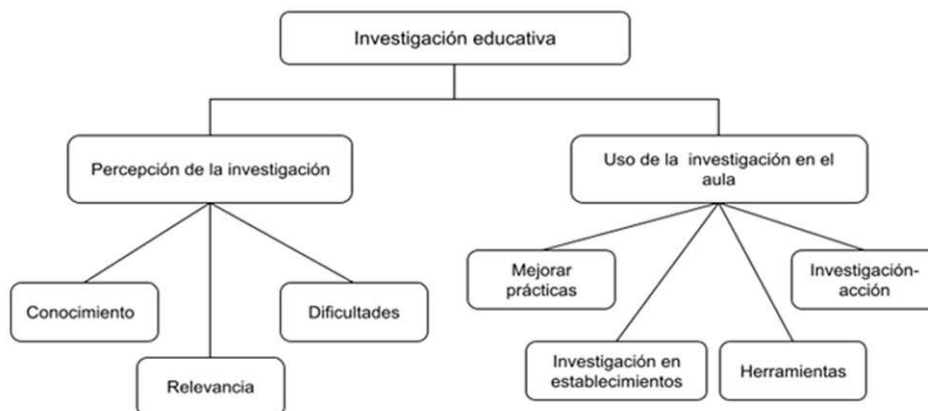 Investigación educativa
Percepción de la investigación
Uso de la investigación en el
aula
Conocimiento
Relevancia
Dificultades
Mejorar
prácticas
Investigación en
establecimientos
Herramientas
Investigación-
acción